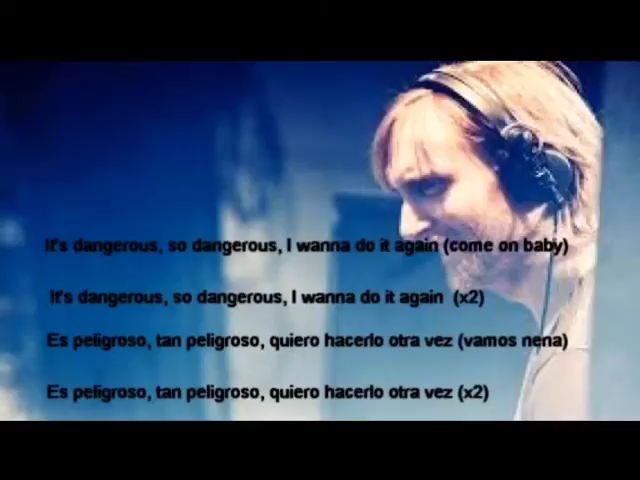 It's dangerous, so dangerous, I wanna do it again (come on baby)
It's dangerous, so dangerous, I wanna do it again (x2)
Es peligroso, tan peligroso, quiero hacerlo otra vez (vamos nena)
Es peligroso, tan peligroso, quiero hacerlo otra vez (x2)